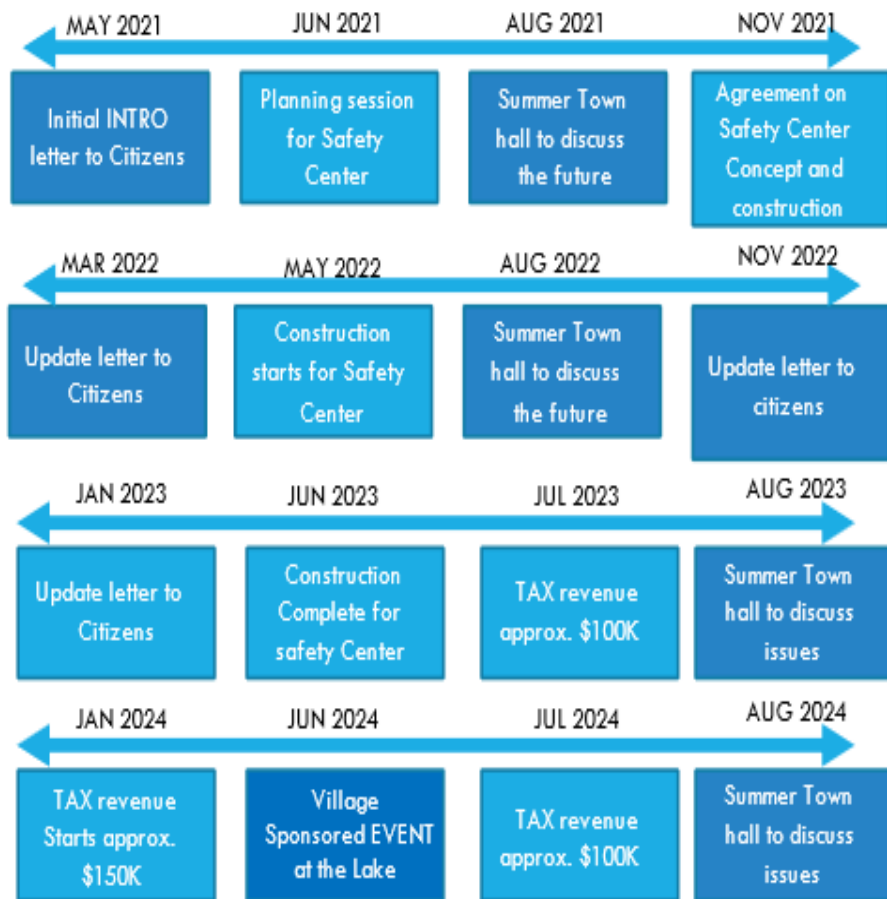 MAY 2021
JUN 2021
AUG 2021
NOV 2021
Initial INTRO
letter to Citizens
Planning session
for Safety
Center
Summer Town
hall to discuss
the future
Agreement on
Safety Center
Concept and
construction
MAR 2022
MAY 2022
AUG 2022
NOV 2022
Update letter to
Citizens
Construction
starts for Safety
Center
Summer Town
hall to discuss
the future
Update letter to
citizens
JAN 2023
JUN 2023
JUL 2023
AUG 2023
Update letter to
Citizens
Construction
Complete for
safety Center
TAX revenue
approx. $100K
Summer Town
hall to discuss
issues
JAN 2024
JUN 2024
JUL 2024
AUG 2024
TAX revenue
Starts approx.
$150K
Village
Sponsored EVENT
at the Lake
TAX revenue
approx. $100K
Summer Town
hall to discuss
issues